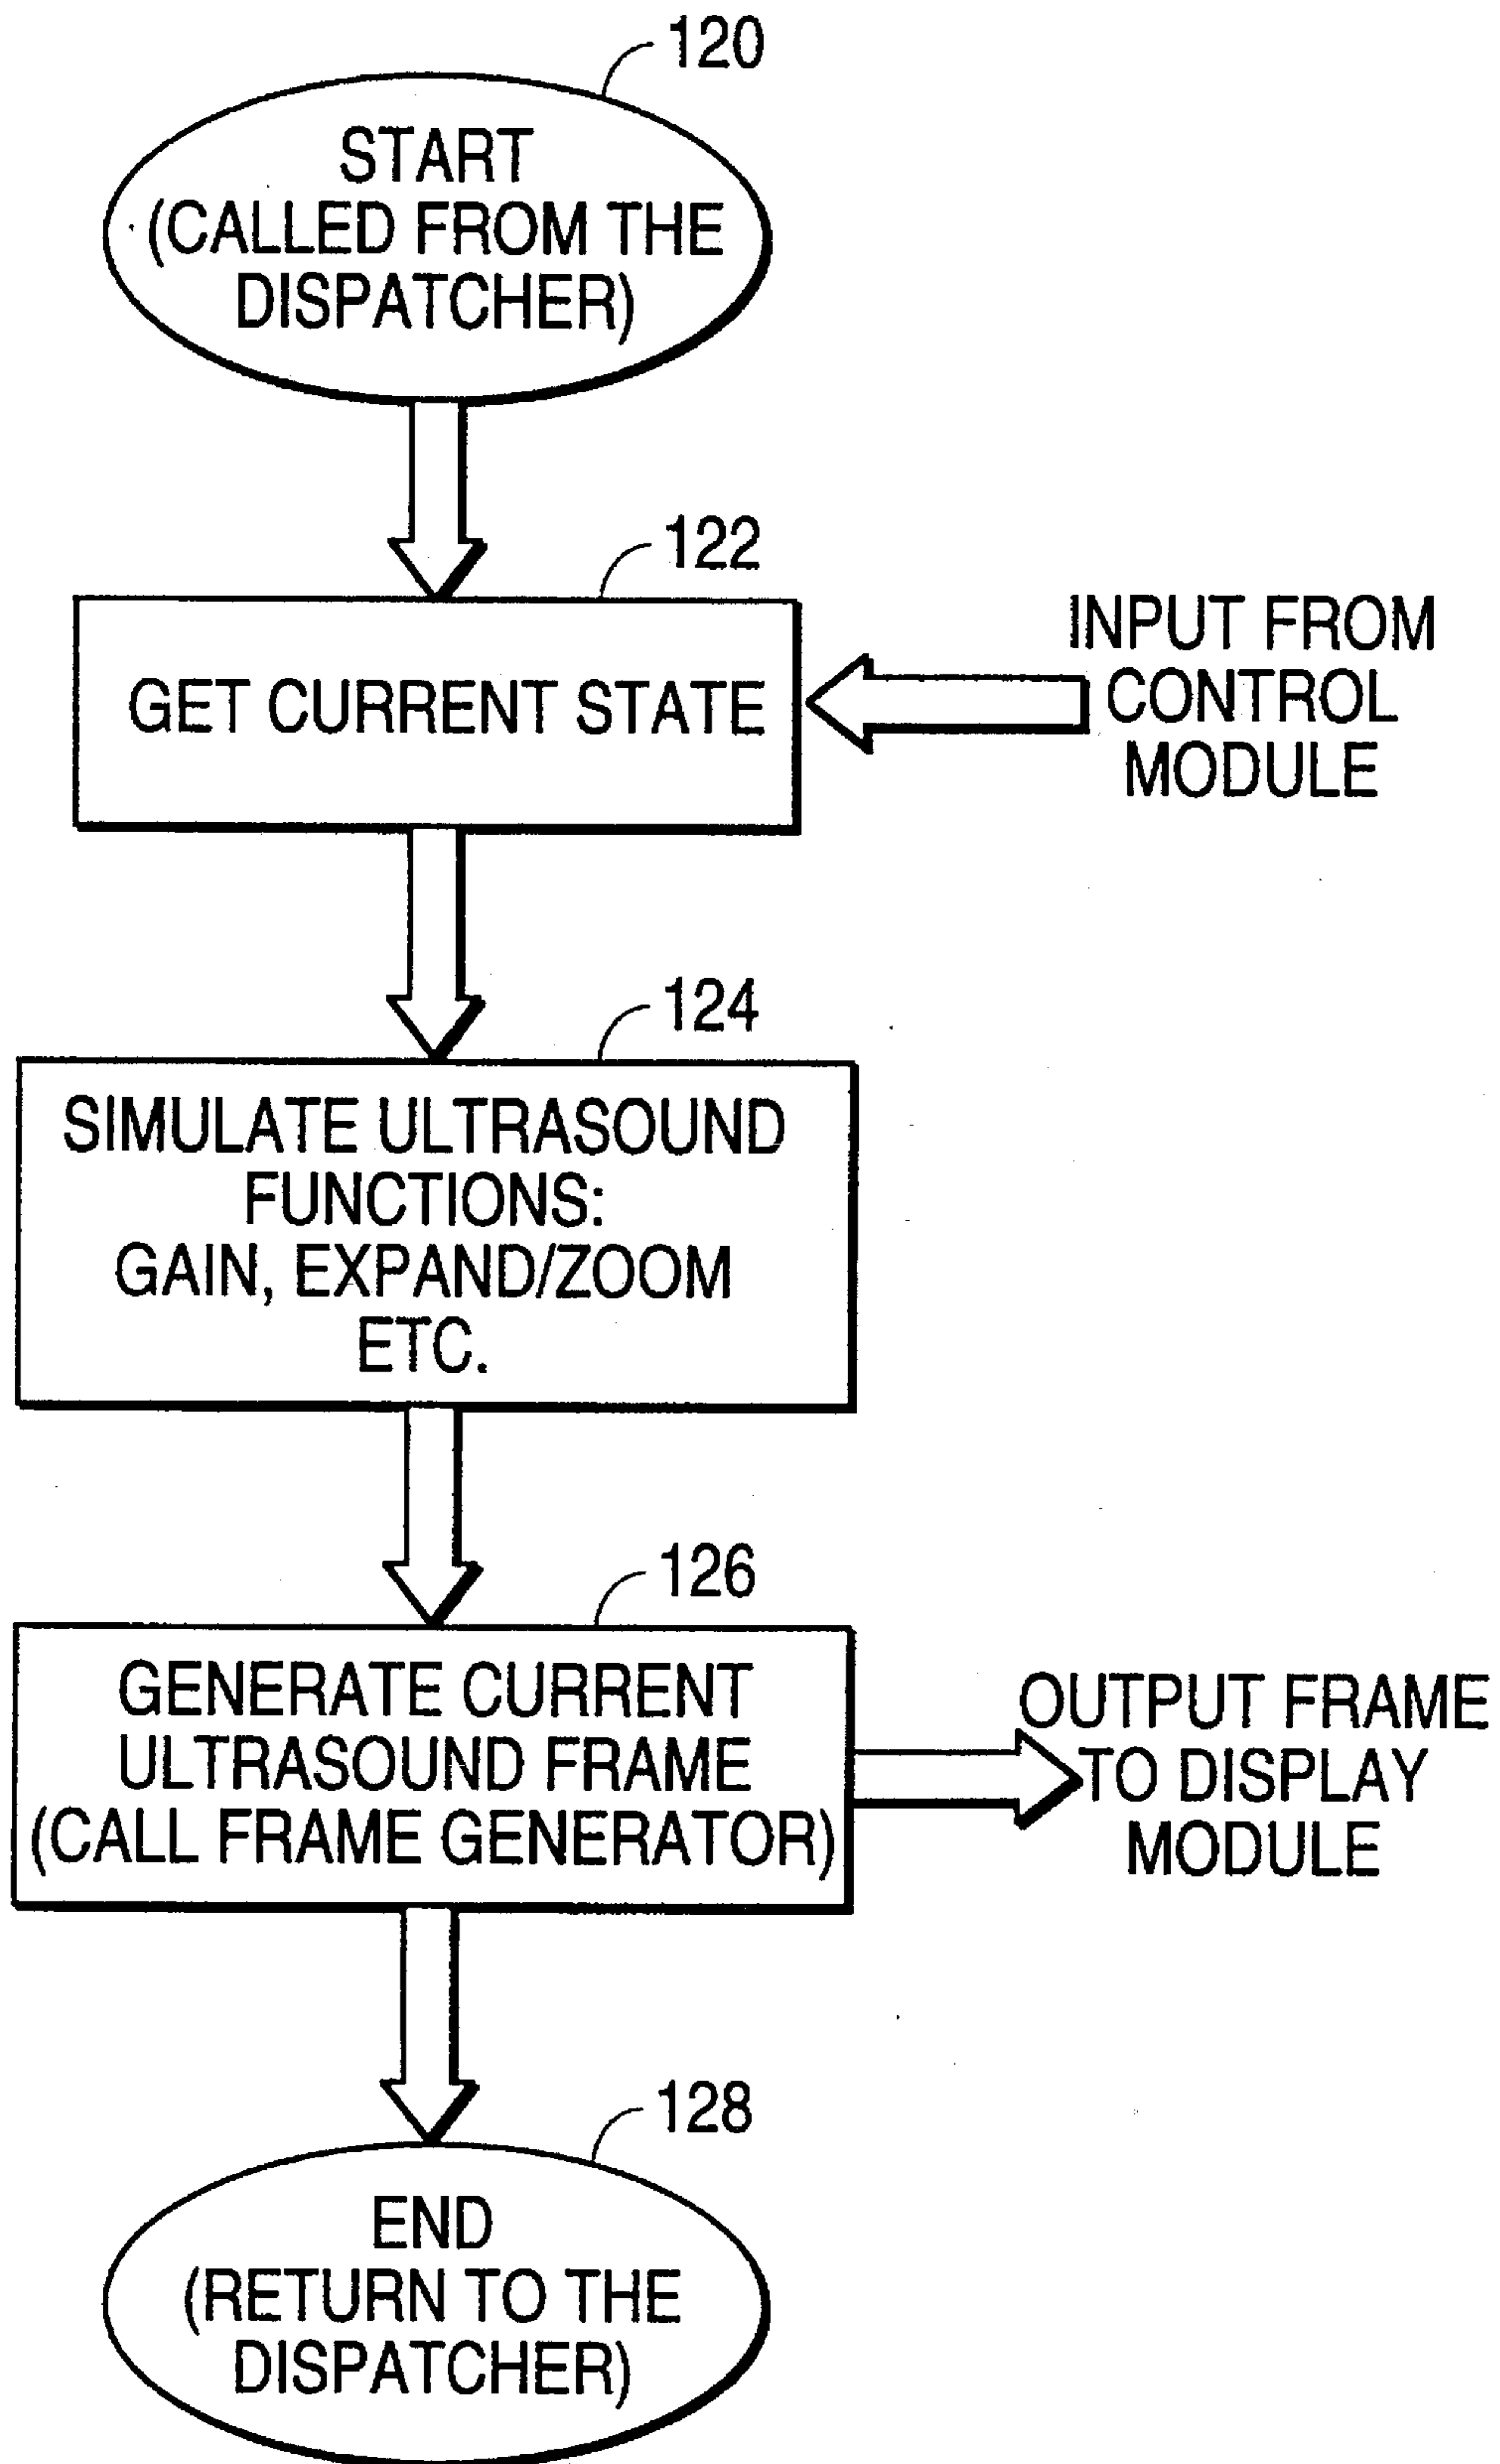 120
START
(CALLED FROM THE
DISPATCHER)
122
GET CURRENT STATE
INPUT FROM
CONTROL
MODULE
124
SIMULATE ULTRASOUND
FUNCTIONS:
GAIN, EXPAND/ZOOM
ETC.
126
GENERATE CURRENT
ULTRASOUND FRAME
(CALL FRAME GENERATOR)
OUTPUT FRAME
TO DISPLAY
MODULE
128
END
(RETURN TO THE
DISPATCHER)